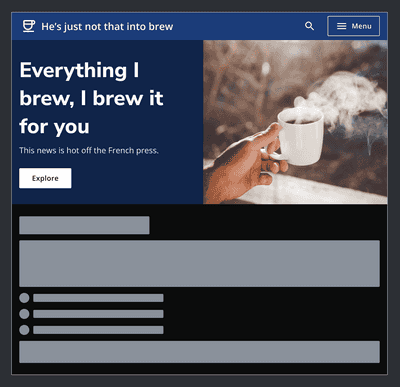 He's just not that into brew
Menu
Everything I
brew, I brew it
for you
This news is hot off the French press.
Explore